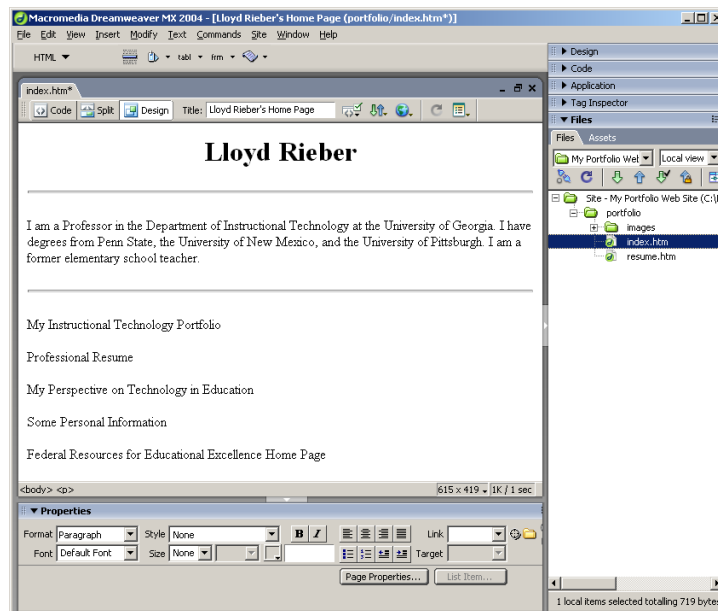 Macromedia Dreamweaver MX 2004 - [Lloyd Rieber's Home Page (portfolio/index.htm*)]
File Edit View Insert Modify Text Commands Site Window Help
HTML tabl frm
Design
Code
Application
Tag Inspector
Files
index.htm*
Code Split Design Title: Lloyd Rieber's Home Page
Files Assets
My Portfolio Wel Local view
Site - My Portfolio Web Site (C:\
portfolio
images
index.htm
resume.htm
Lloyd Rieber
I am a Professor in the Department of Instructional Technology at the University of Georgia. I have
degrees from Penn State, the University of New Mexico, and the University of Pittsburgh. I am a
former elementary school teacher.
My Instructional Technology Portfolio
Professional Resume
My Perspective on Technology in Education
Some Personal Information
Federal Resources for Educational Excellence Home Page
<body> <p> 615 x 419 1K / 1 sec
Properties
Format Paragraph Style None B I Link
Font Default Font Size None Target
Page Properties... List Item...
1 local items selected totalling 719 byte